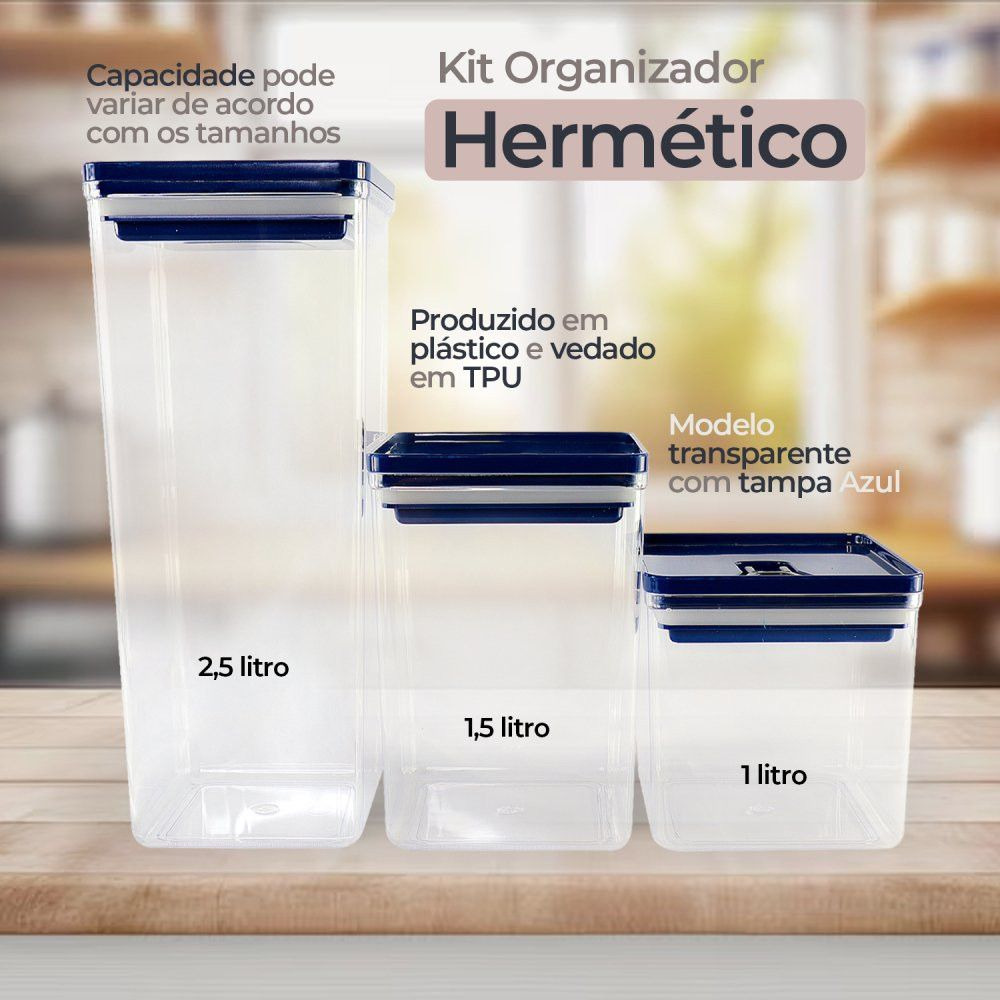 Capacidade pode
variar de acordo
com os tamanhos
Kit Organizador
Hermético
Produzido em
plástico e vedado
em TPU
Modelo
transparente
com tampa Azul
2,5 litro
1,5 litro
1 litro